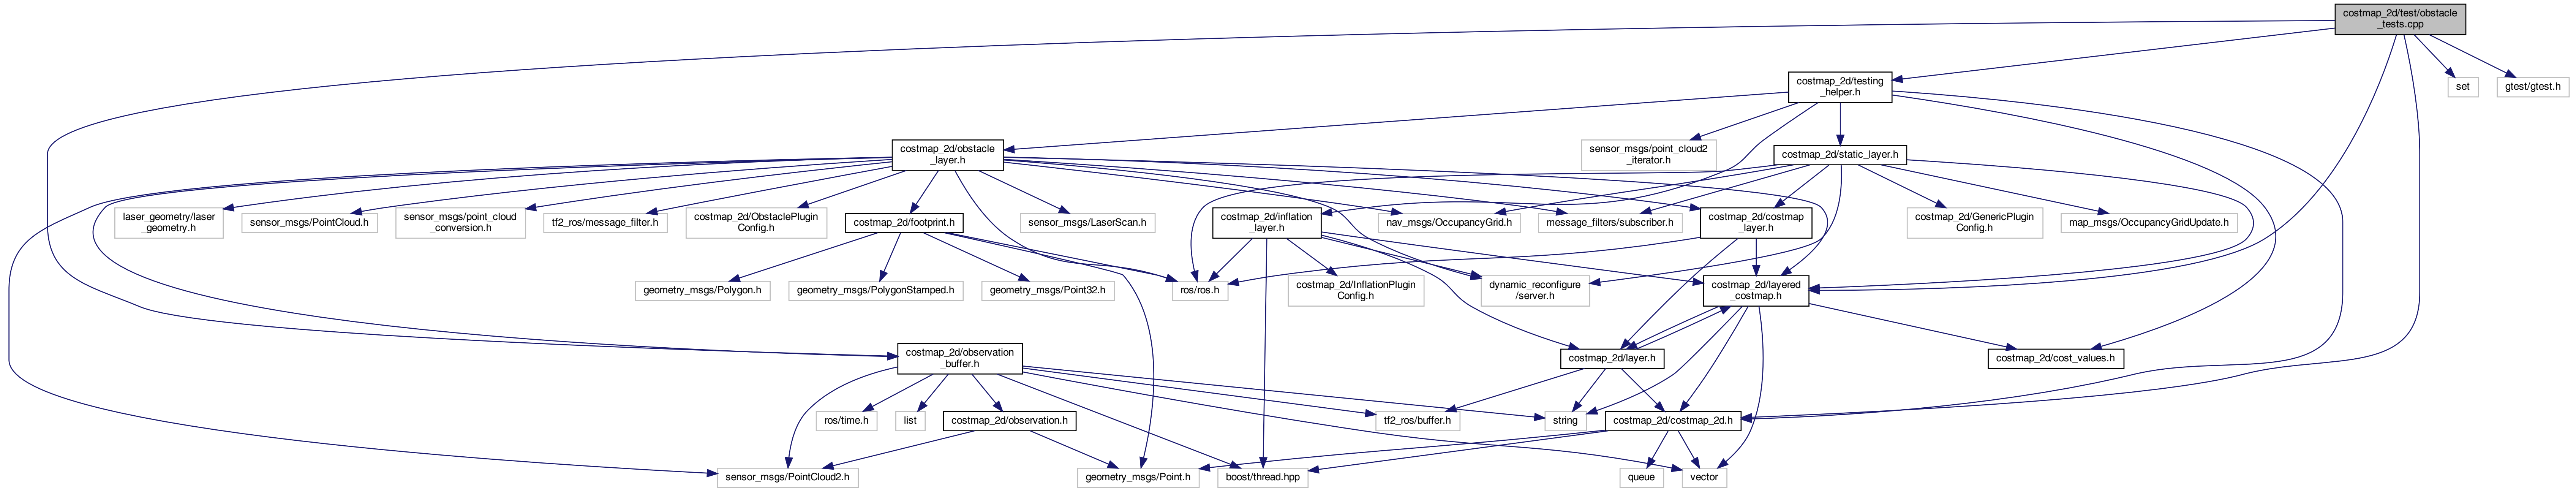 costmap_2d/test/obstacle
_tests.cpp
costmap_2d/testing
_helper.h
set
gtest/gtest.h
costmap_2d/obstacle
_layer.h
sensor_msgs/point_cloud2
_iterator.h
costmap_2d/static_layer.h
laser_geometry/laser
_geometry.h
sensor_msgs/PointCloud.h
sensor_msgs/point_cloud
_conversion.h
tf2_ros/message_filter.h
costmap_2d/ObstaclePlugin
Config.h
costmap_2d/footprint.h
sensor_msgs/LaserScan.h
costmap_2d/inflation
_layer.h
nav_msgs/OccupancyGrid.h
message_filters/subscriber.h
costmap_2d/costmap
_layer.h
costmap_2d/GenericPlugin
Config.h
map_msgs/OccupancyGridUpdate.h
geometry_msgs/Polygon.h
geometry_msgs/PolygonStamped.h
geometry_msgs/Point32.h
ros/ros.h
costmap_2d/InflationPlugin
Config.h
dynamic_reconfigure
/server.h
costmap_2d/layered
_costmap.h
costmap_2d/observation
_buffer.h
costmap_2d/layer.h
costmap_2d/cost_values.h
ros/time.h
list
costmap_2d/observation.h
tf2_ros/buffer.h
string
costmap_2d/costmap_2d.h
sensor_msgs/PointCloud2.h
geometry_msgs/Point.h
boost/thread.hpp
queue
vector